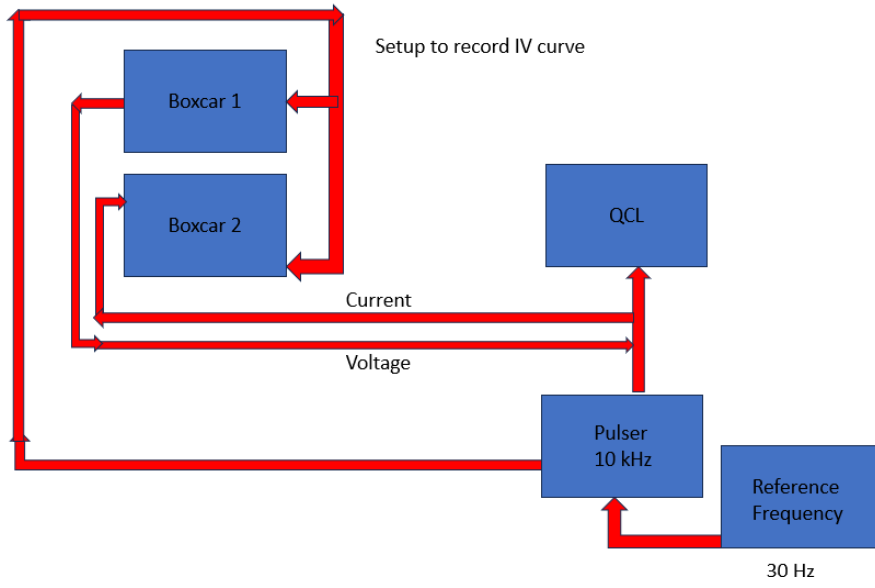 Setup to record IV curve
Boxcar 1
Boxcar 2
QCL
Current
Voltage
Pulser
10 kHz
Reference
Frequency
30 Hz